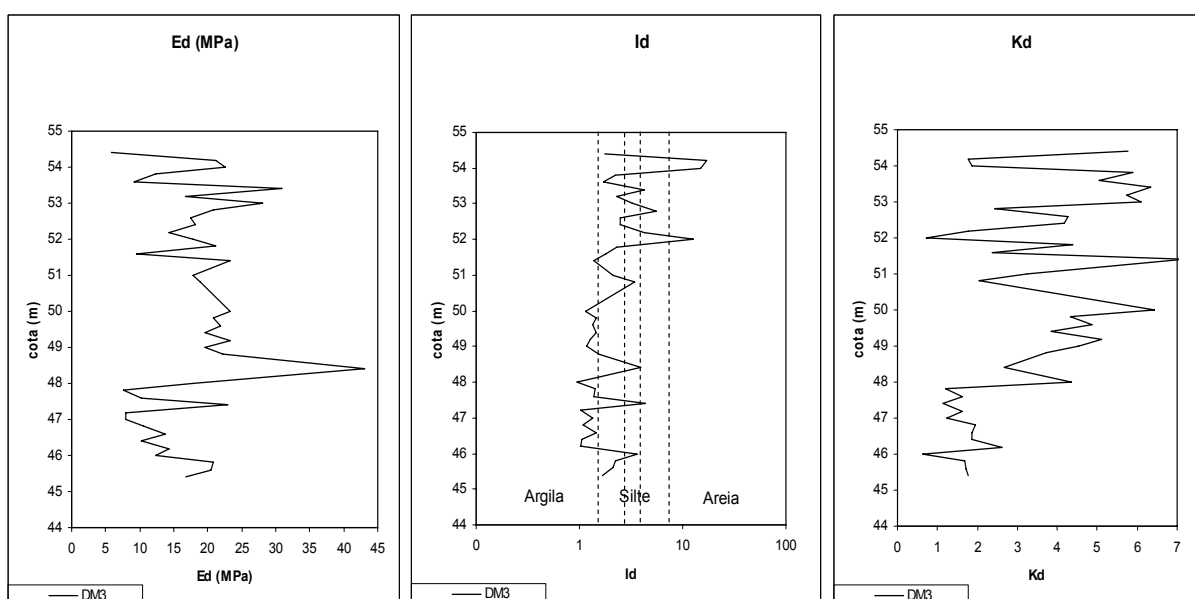 Ed (MPa)
55
54
53
52
51
50
49
48
47
46
45
44
cota (m)
0 5 10 15 20 25 30 35 40 45
Ed (MPa)
DM3
Id
55
54
53
52
51
50
49
48
47
46
45
44
cota (m)
Argila Silte Areia
0 1 10 100
Id
DM3
Kd
55
54
53
52
51
50
49
48
47
46
45
44
cota (m)
0 1 2 3 4 5 6 7
Kd
DM3